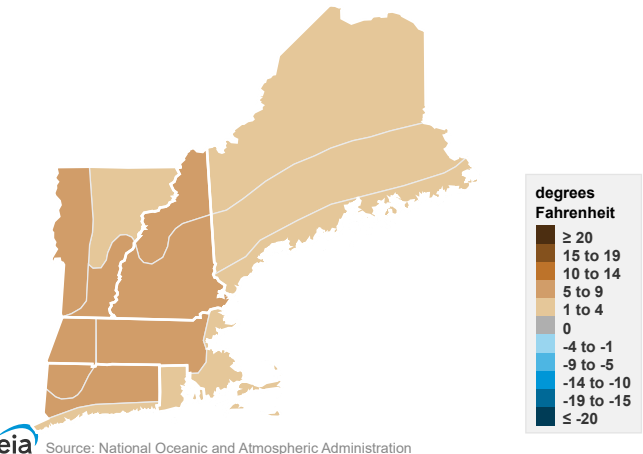 degrees
Fahrenheit
≥ 20
15 to 19
10 to 14
5 to 9
1 to 4
0
-4 to -1
-9 to -5
-14 to -10
-19 to -15
≤ -20
eia
Source: National Oceanic and Atmospheric Administration